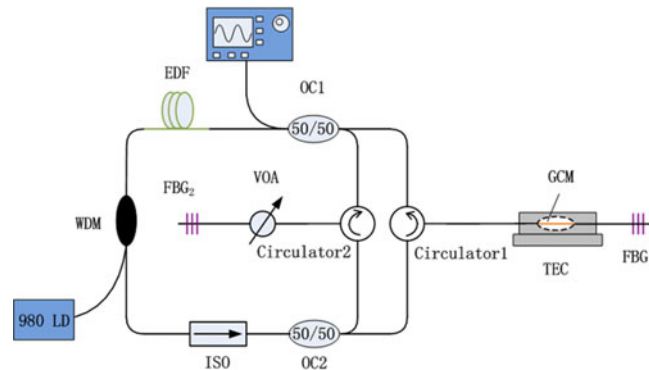 EDF
OC1
50/50
FBG2
VOA
GCM
WDM
Circulator2
Circulator1
TEC
FBG
980 LD
50/50
ISO
OC2